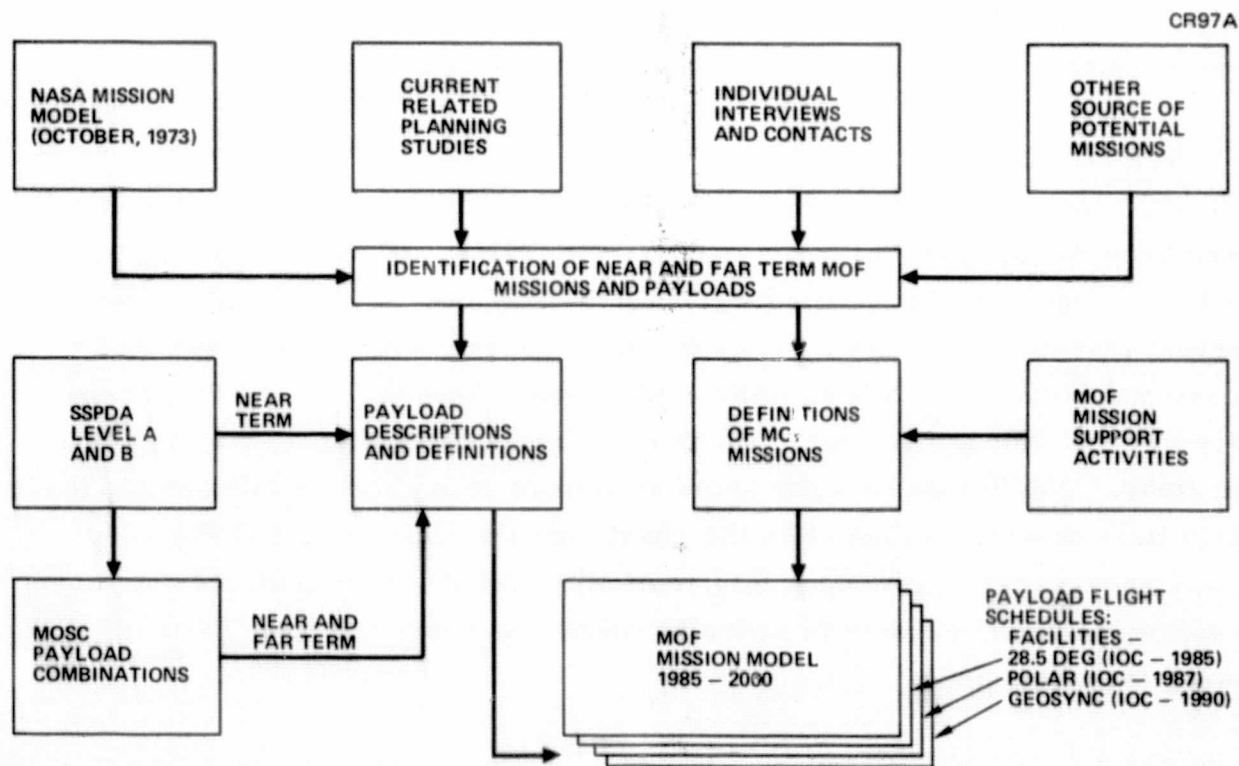 CR97A
NASA MISSION
MODEL
(OCTOBER, 1973)
CURRENT
RELATED
PLANNING
STUDIES
INDIVIDUAL
INTERVIEWS
AND CONTACTS
OTHER
SOURCE OF
POTENTIAL
MISSIONS
IDENTIFICATION OF NEAR AND FAR TERM MOF
MISSIONS AND PAYLOADS
SSPDA
LEVEL A
AND B
NEAR
TERM
PAYLOAD
DESCRIPTIONS
AND DEFINITIONS
DEFINITIONS
OF
MISSIONS
MOF
MISSION
SUPPORT
ACTIVITIES
MOSC
PAYLOAD
COMBINATIONS
NEAR AND
FAR TERM
MOF
MISSION MODEL
1985 – 2000
PAYLOAD FLIGHT
SCHEDULES:
FACILITIES –
28.5 DEG (IOC – 1985)
POLAR (IOC – 1987)
GEOSYNC (IOC – 1990)